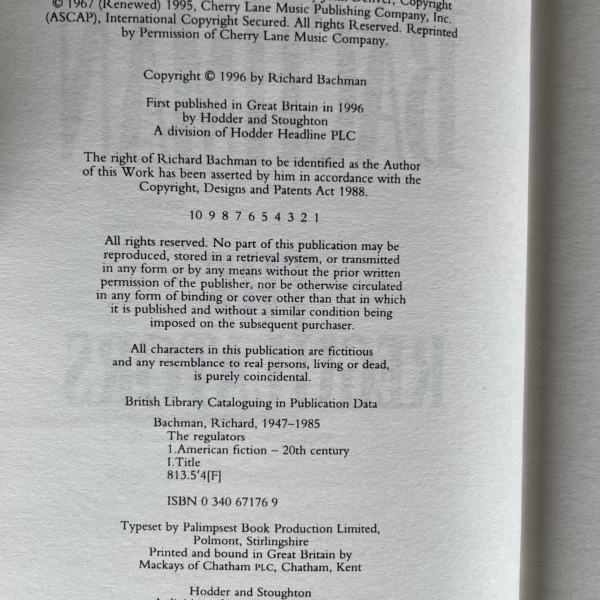 Denver, Copyright
© 1967 (Renewed) 1995, Cherry Lane Music Publishing Company, Inc.
(ASCAP), International Copyright Secured. All rights Reserved. Reprinted
by Permission of Cherry Lane Music Company.
Copyright © 1996 by Richard Bachman
First published in Great Britain in 1996
by Hodder and Stoughton
A division of Hodder Headline PLC
The right of Richard Bachman to be identified as the Author
of this Work has been asserted by him in accordance with the
Copyright, Designs and Patents Act 1988.
10 9 8 7 6 5 4 3 2 1
All rights reserved. No part of this publication may be
reproduced, stored in a retrieval system, or transmitted
in any form or by any means without the prior written
permission of the publisher, nor be otherwise circulated
in any form of binding or cover other than that in which
it is published and without a similar condition being
imposed on the subsequent purchaser.
All characters in this publication are fictitious
and any resemblance to real persons, living or dead,
is purely coincidental.
British Library Cataloguing in Publication Data
Bachman, Richard, 1947–1985
The regulators
1.American fiction – 20th century
I.Title
813.5'4[F]
ISBN 0 340 67176 9
Typeset by Palimpsest Book Production Limited,
Polmont, Stirlingshire
Printed and bound in Great Britain by
Mackays of Chatham PLC, Chatham, Kent
Hodder and Stoughton